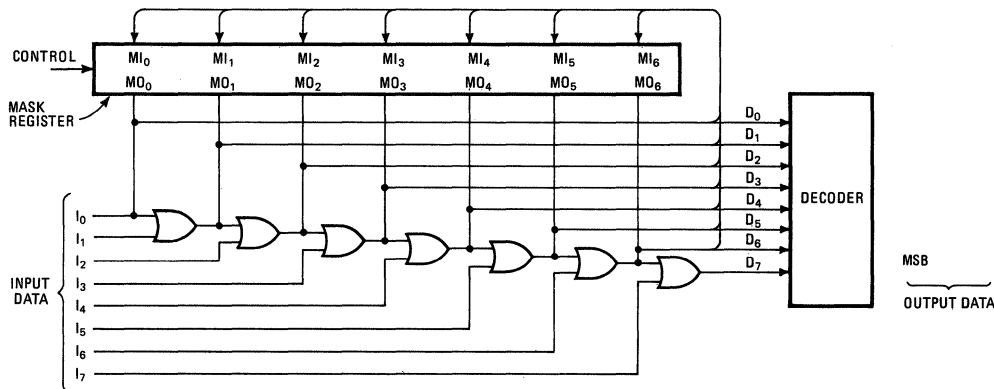 CONTROL
MI₀ MI₁ MI₂ MI₃ MI₄ MI₅ MI₆
MO₀ MO₁ MO₂ MO₃ MO₄ MO₅ MO₆
MASK
REGISTER
D₀
D₁
D₂
D₃
D₄
D₅
D₆
D₇
DECODER
INPUT
DATA
I₀
I₁
I₂
I₃
I₄
I₅
I₆
I₇
MSB
OUTPUT DATA